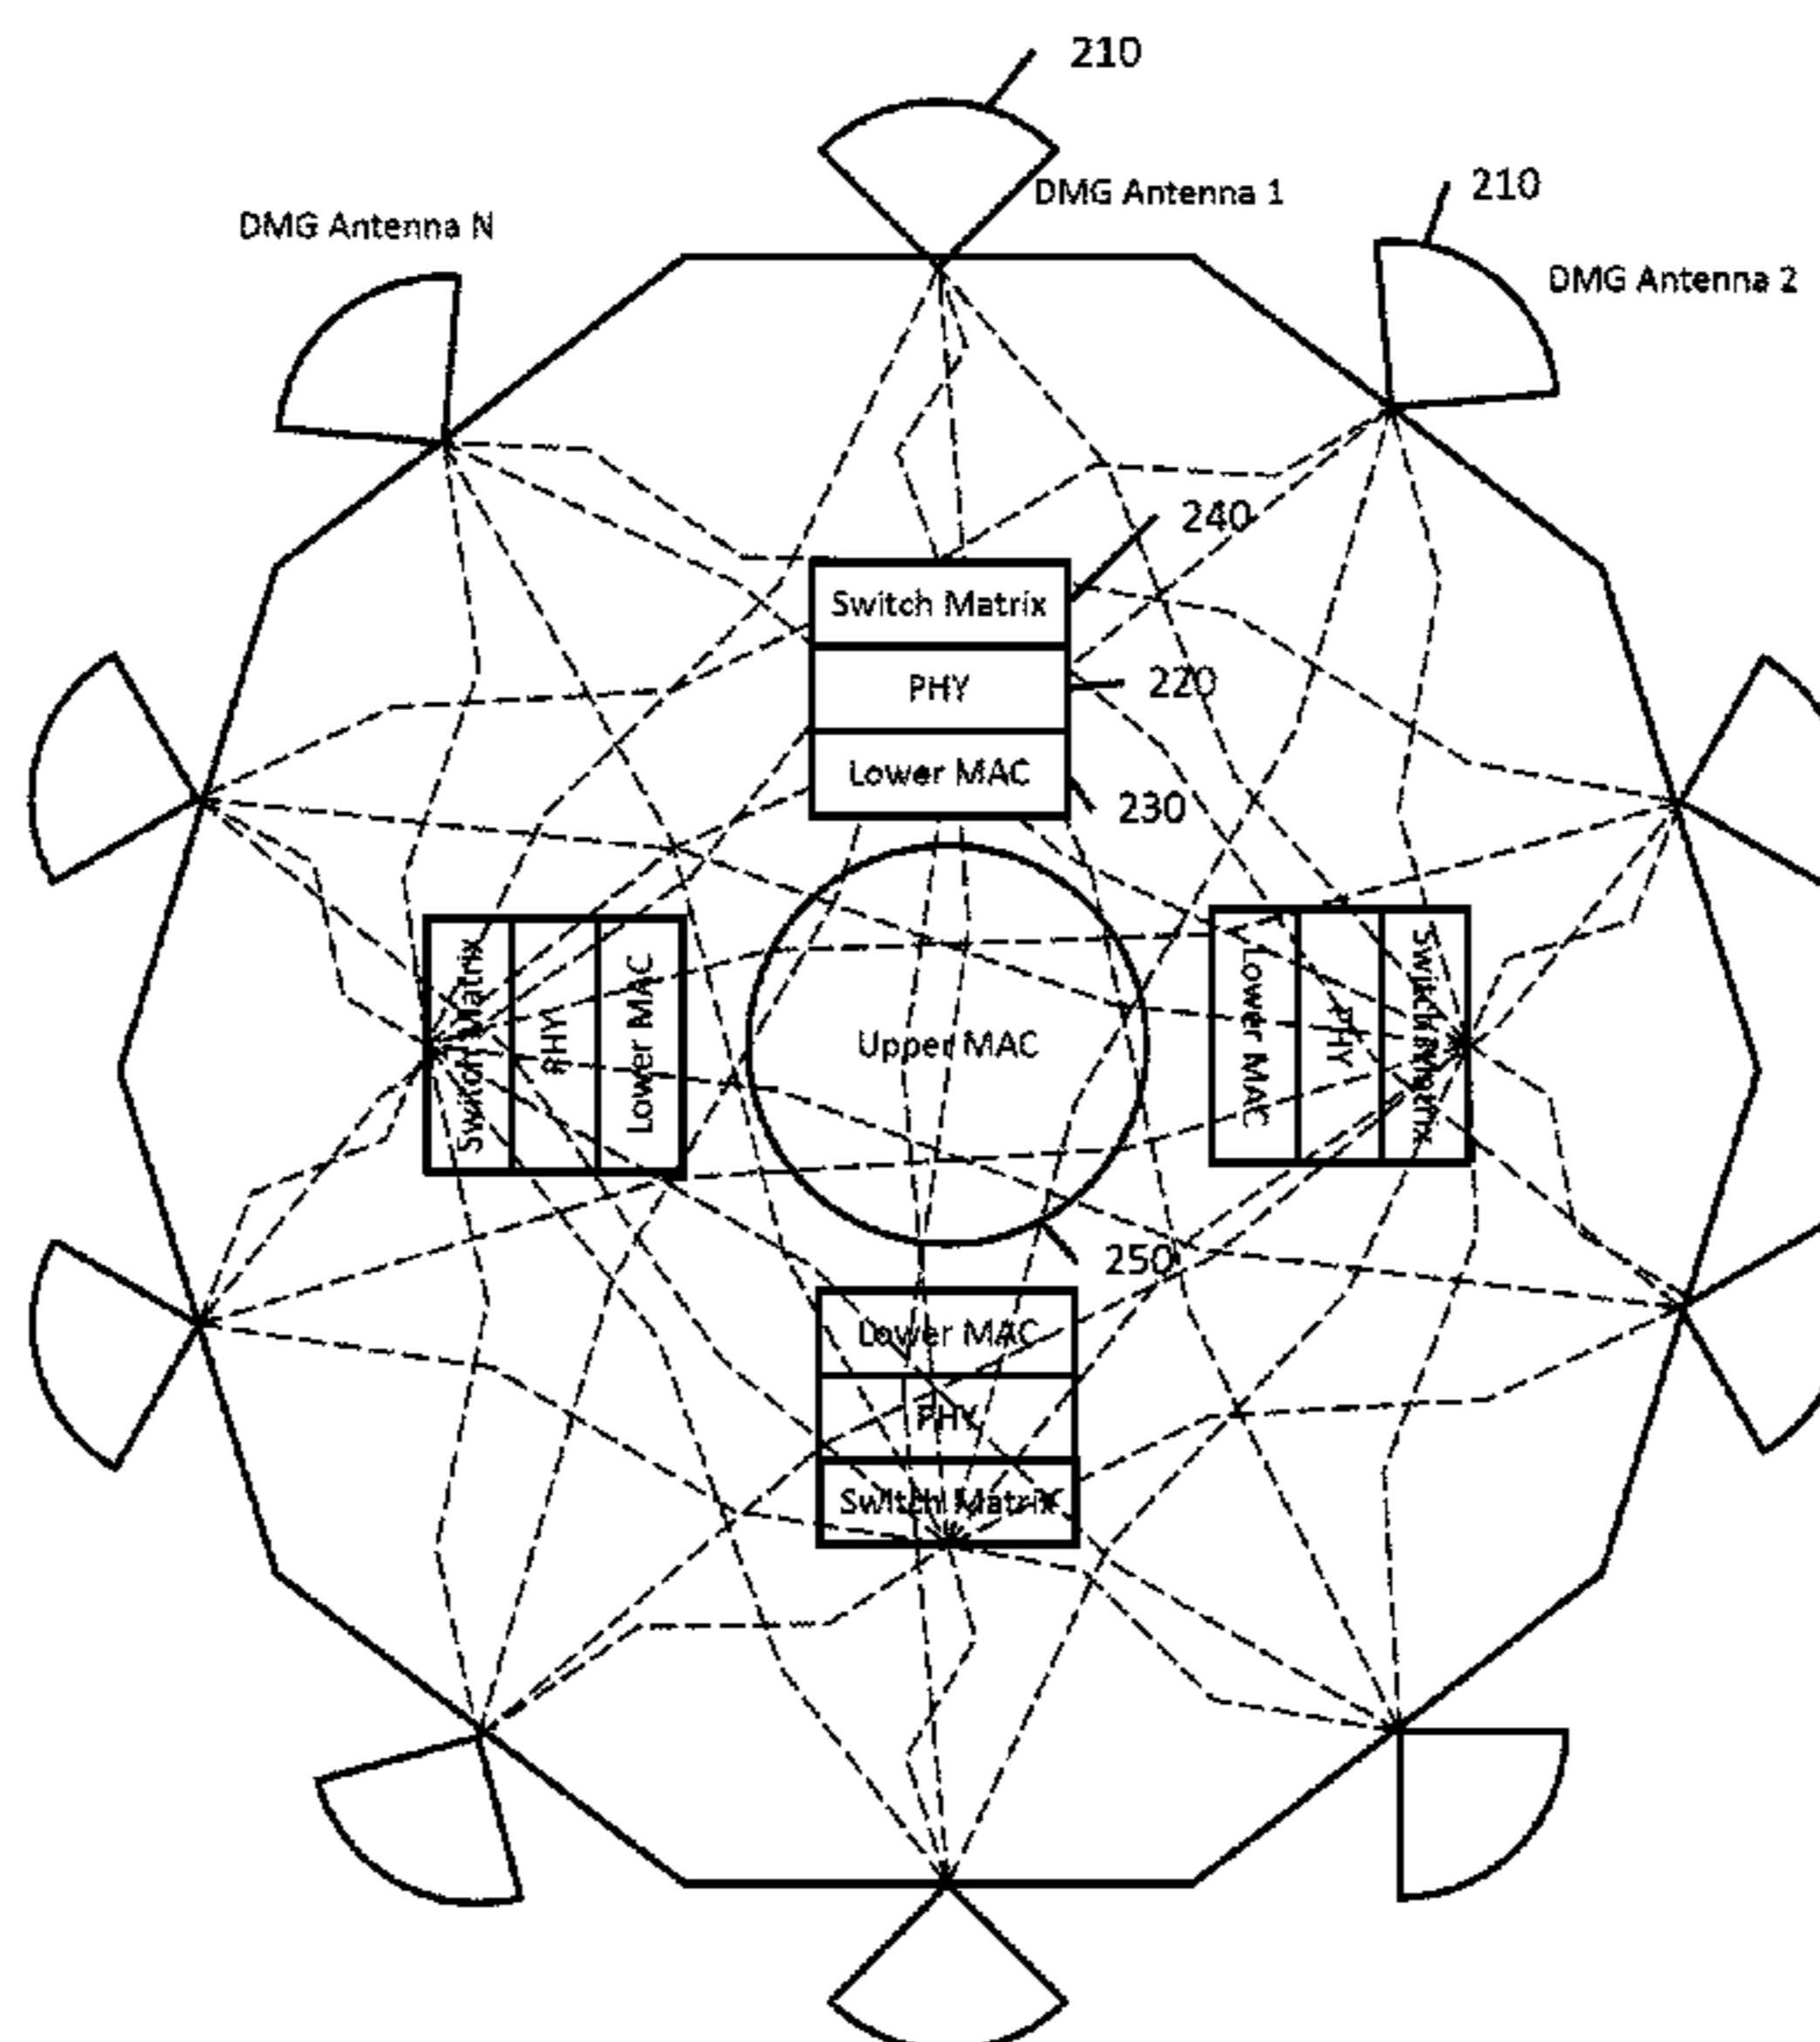 210
DMG Antenna 1
210
DMG Antenna N
DMG Antenna 2
240
Switch Matrix
PHY
220
Lower MAC
230
Switch Matrix
PHY
Lower MAC
Upper MAC
Lower MAC
PHY
Switch Matrix
250
Lower MAC
PHY
Switch Matrix